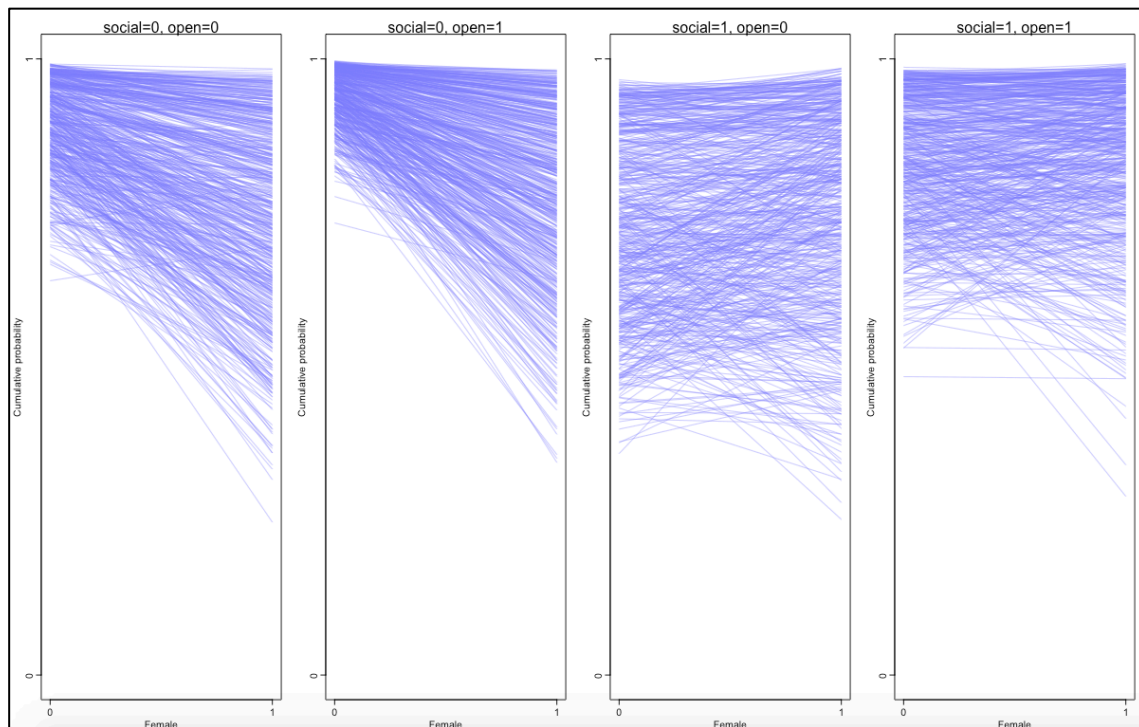 social=0, open=0
1
Cumulative probability
0
0 1
Female
social=0, open=1
1
Cumulative probability
0
0 1
Female
social=1, open=0
1
Cumulative probability
0
0 1
Female
social=1, open=1
1
Cumulative probability
0
0 1
Female